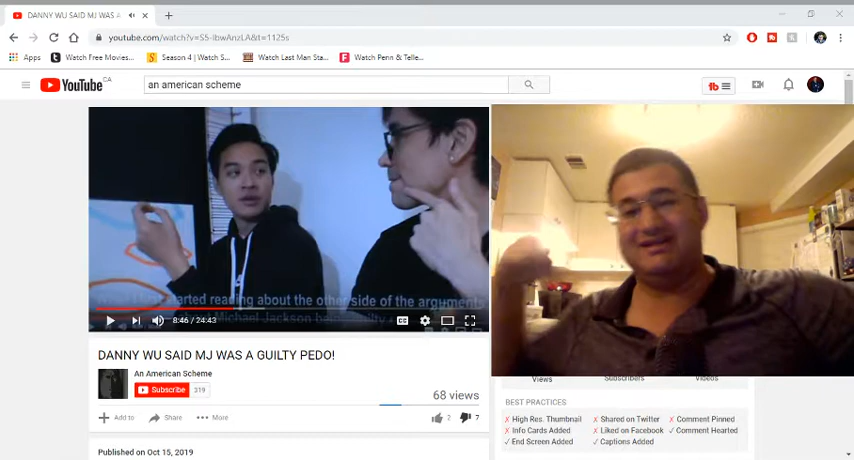 DANNY WU SAID MJ WAS A
youtube.com/watch?v=S5-IbwAnzLA&t=1125s
Apps Watch Free Movies... Season 4 | Watch S... Watch Last Man Sta... Watch Penn & Telle...
YouTube CA an american scheme
started reading about the other side of the arguments
Michael Jackson
8:46 / 24:43
DANNY WU SAID MJ WAS A GUILTY PEDO!
An American Scheme
Subscribe 319
68 views
Add to Share More 2 7
Published on Oct 15, 2019
Views Subscribers Videos
BEST PRACTICES
✗ High Res. Thumbnail ✗ Shared on Twitter ✗ Comment Pinned
✗ Info Cards Added ✗ Liked on Facebook ✓ Comment Hearted
✓ End Screen Added ✓ Captions Added